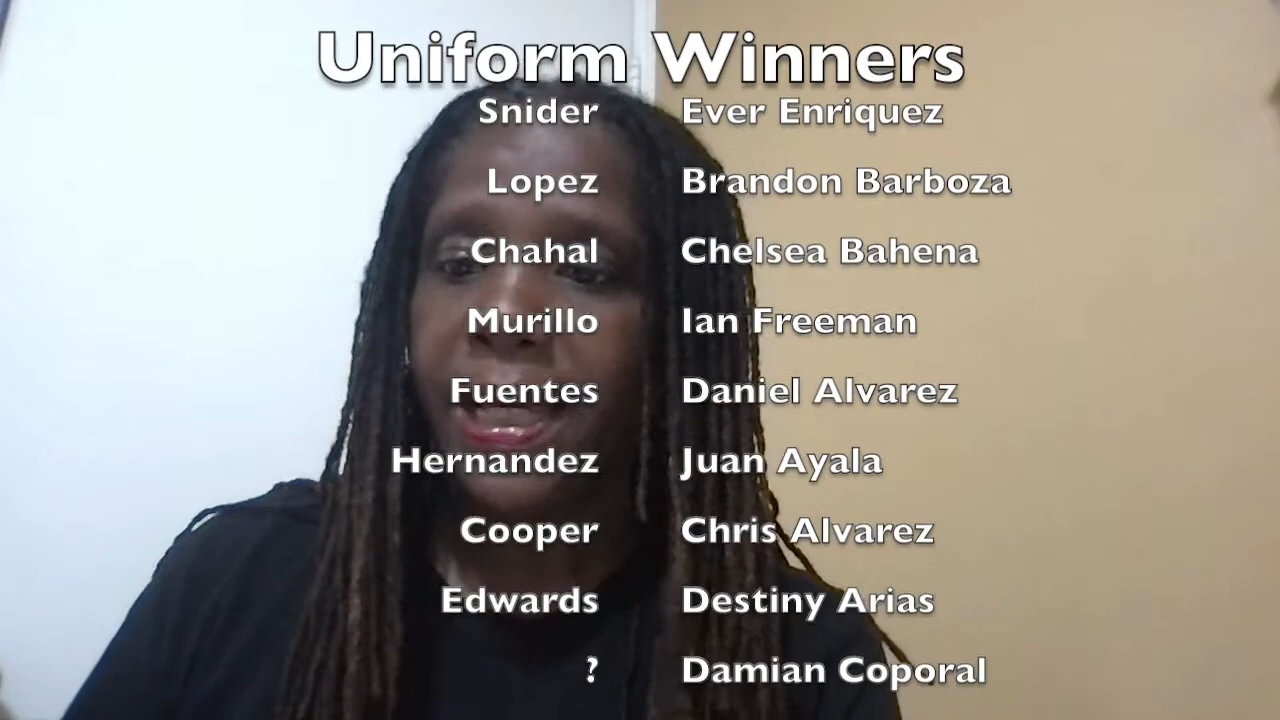 Uniform Winners
Snider Ever Enriquez
Lopez Brandon Barboza
Chahal Chelsea Bahena
Murillo Ian Freeman
Fuentes Daniel Alvarez
Hernandez Juan Ayala
Cooper Chris Alvarez
Edwards Destiny Arias
? Damian Coporal